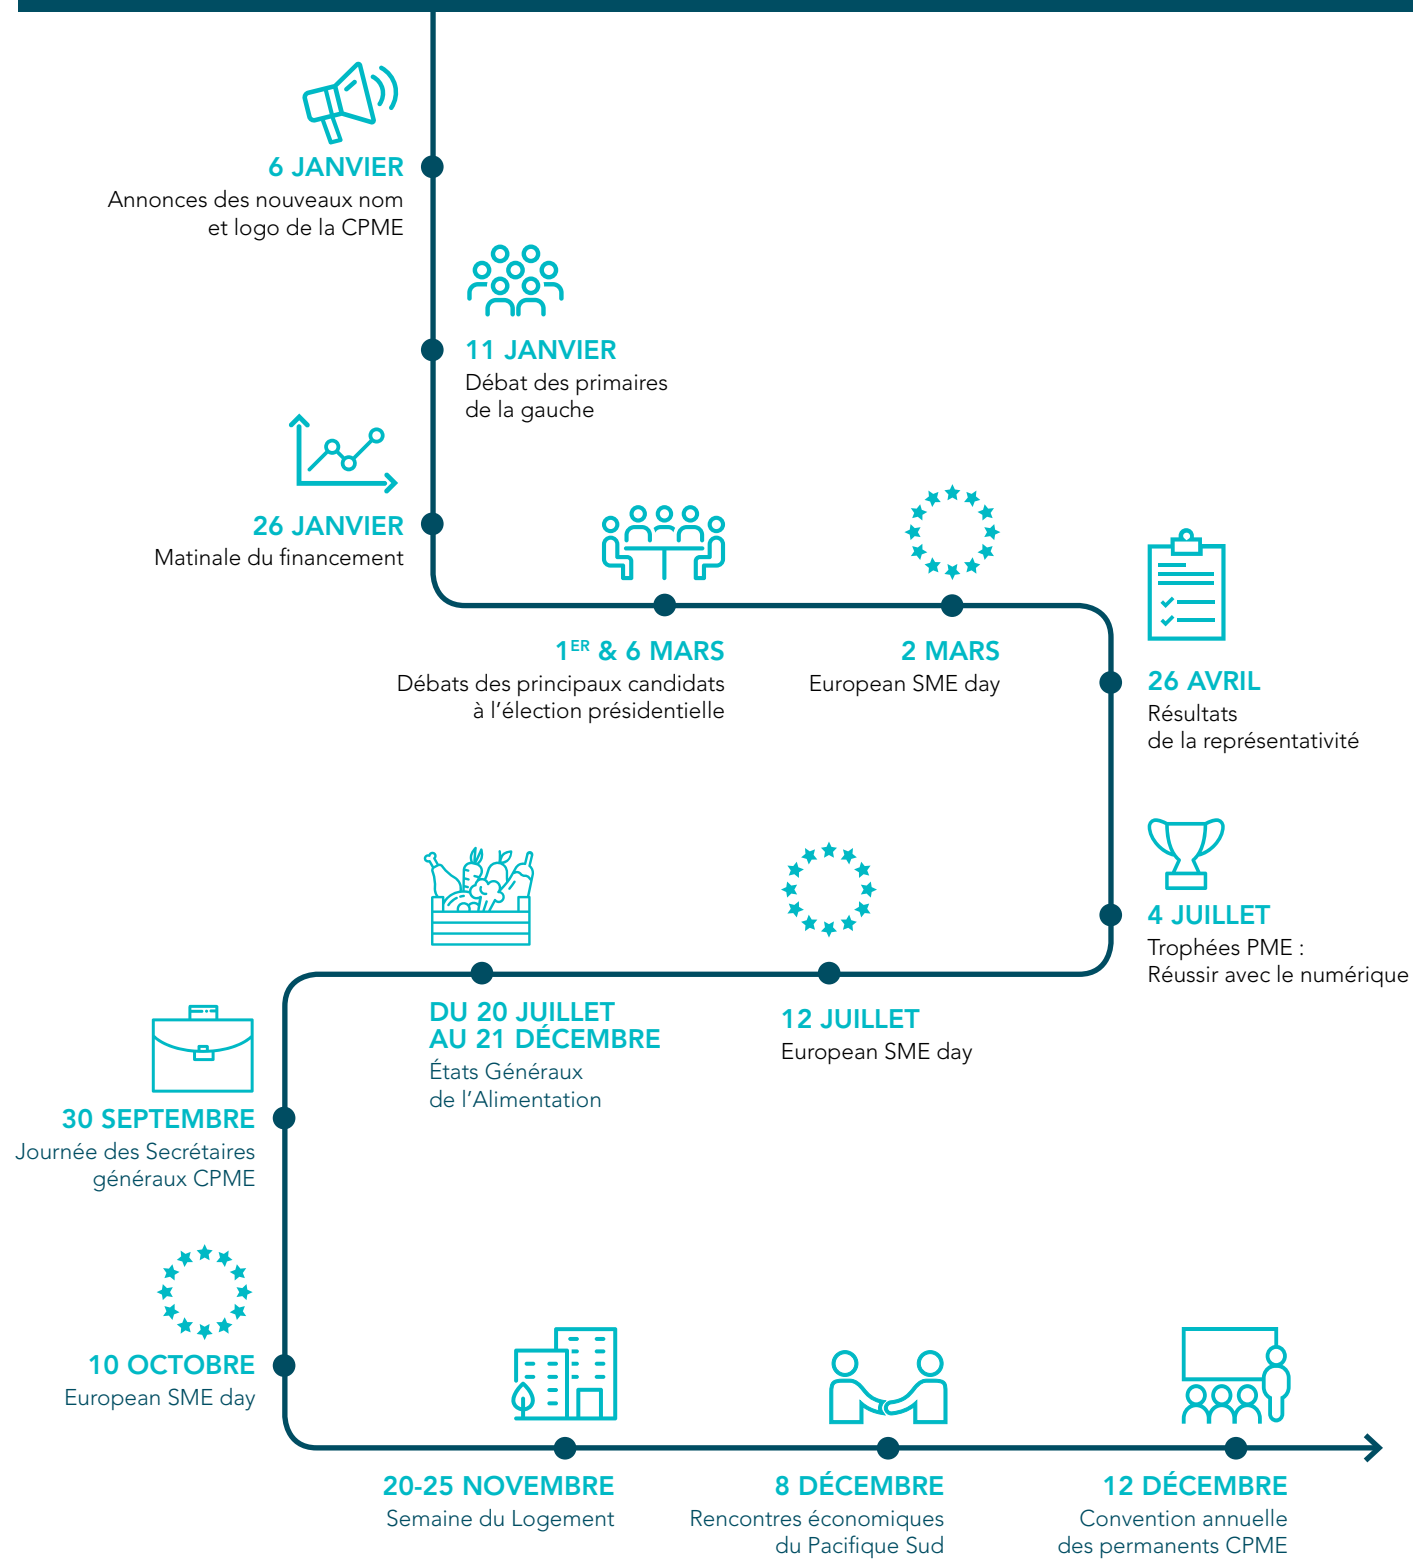 6 JANVIER
Annonces des nouveaux nom
et logo de la CPME
11 JANVIER
Débat des primaires
de la gauche
26 JANVIER
Matinale du financement
1ER & 6 MARS
Débats des principaux candidats
à l'élection présidentielle
2 MARS
European SME day
26 AVRIL
Résultats
de la représentativité
4 JUILLET
Trophées PME :
Réussir avec le numérique
12 JUILLET
European SME day
DU 20 JUILLET
AU 21 DÉCEMBRE
États Généraux
de l'Alimentation
30 SEPTEMBRE
Journée des Secrétaires
généraux CPME
10 OCTOBRE
European SME day
20-25 NOVEMBRE
Semaine du Logement
8 DÉCEMBRE
Rencontres économiques
du Pacifique Sud
12 DÉCEMBRE
Convention annuelle
des permanents CPME